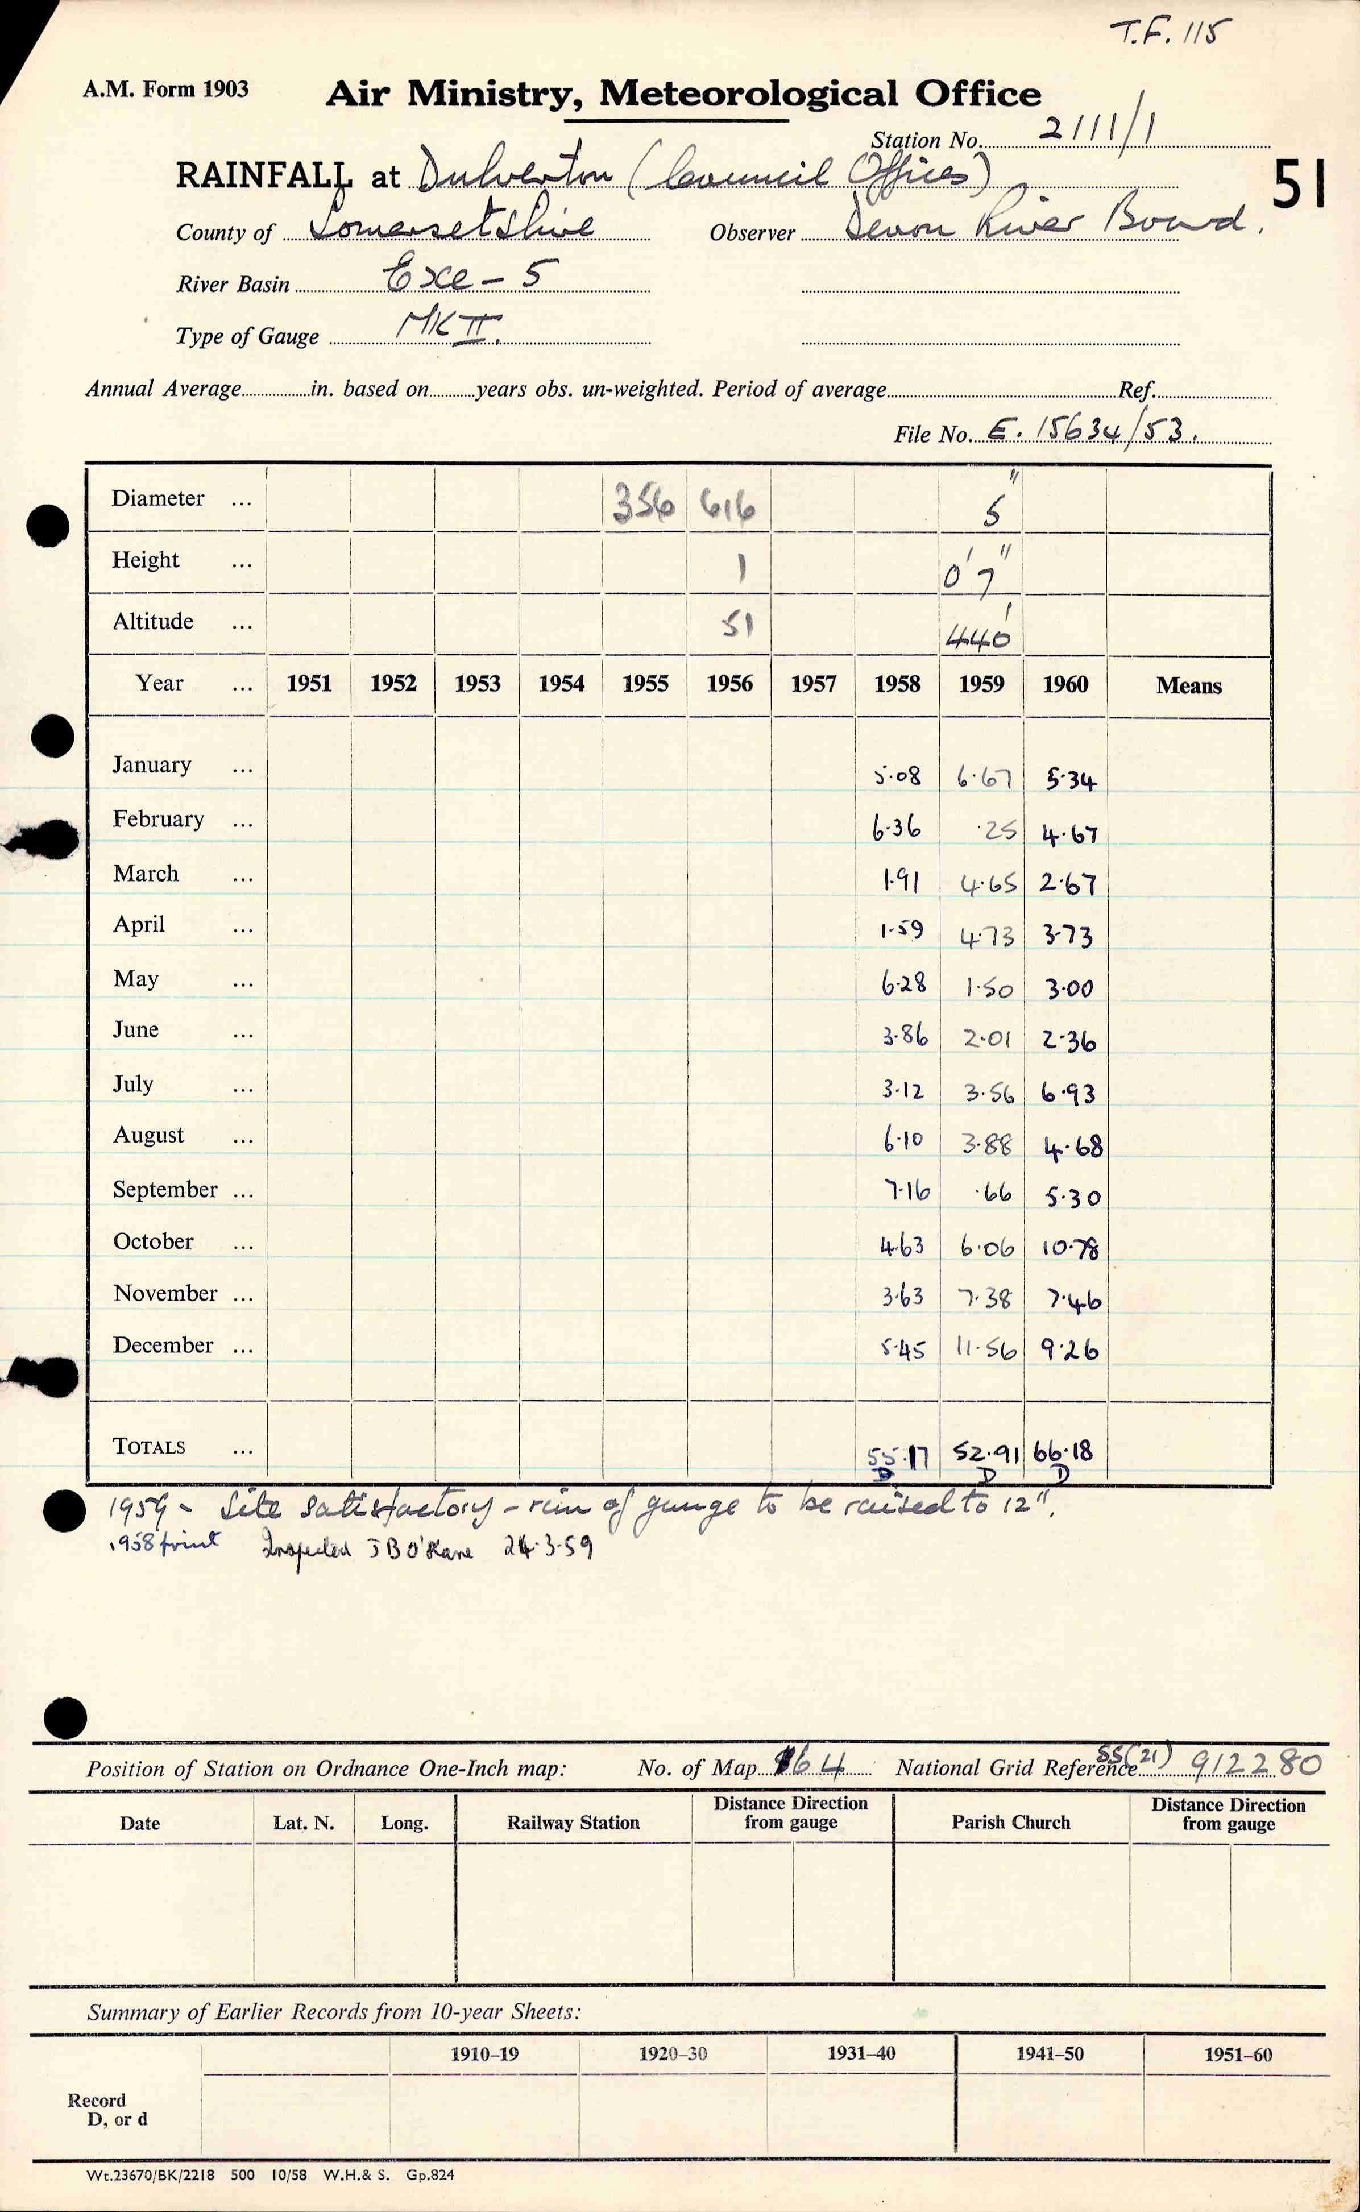 T.F. 115
A.M. Form 1903
Air Ministry, Meteorological Office
Station No. 2111/1
RAINFALL at Dulverton (Council Offices)
51
County of Somersetshire Observer Devon River Board.
River Basin Exe - 5
Type of Gauge MK II.
Annual Average in. based on years obs. un-weighted. Period of average Ref.
File No. E. 15634/53.
Diameter ... 356 616 5"
Height ... 1 0' 7"
Altitude ... 51 440'
Year ... 1951 1952 1953 1954 1955 1956 1957 1958 1959 1960 Means
January ... 5.08 6.67 5.34
February ... 6.36 .25 4.67
March ... 1.91 4.65 2.67
April ... 1.59 4.73 3.73
May ... 6.28 1.50 3.00
June ... 3.86 2.01 2.36
July ... 3.12 3.56 6.93
August ... 6.10 3.88 4.68
September ... 7.16 .66 5.30
October ... 4.63 6.06 10.78
November ... 3.63 7.38 7.46
December ... 5.45 11.56 9.26
TOTALS ... 55.17 52.91 66.18
D D D
1959 - Site satisfactory - rim of gauge to be raised to 12".
1958 print Inspected J B O'Kane 24.3.59
Position of Station on Ordnance One-Inch map: No. of Map 164 National Grid Reference SS(21) 912280
Date Lat. N. Long. Railway Station Distance Direction from gauge Parish Church Distance Direction from gauge
Summary of Earlier Records from 10-year Sheets:
1910–19 1920–30 1931–40 1941–50 1951–60
Record
D, or d
Wt.23670/BK/2218 500 10/58 W.H.& S. Gp.824